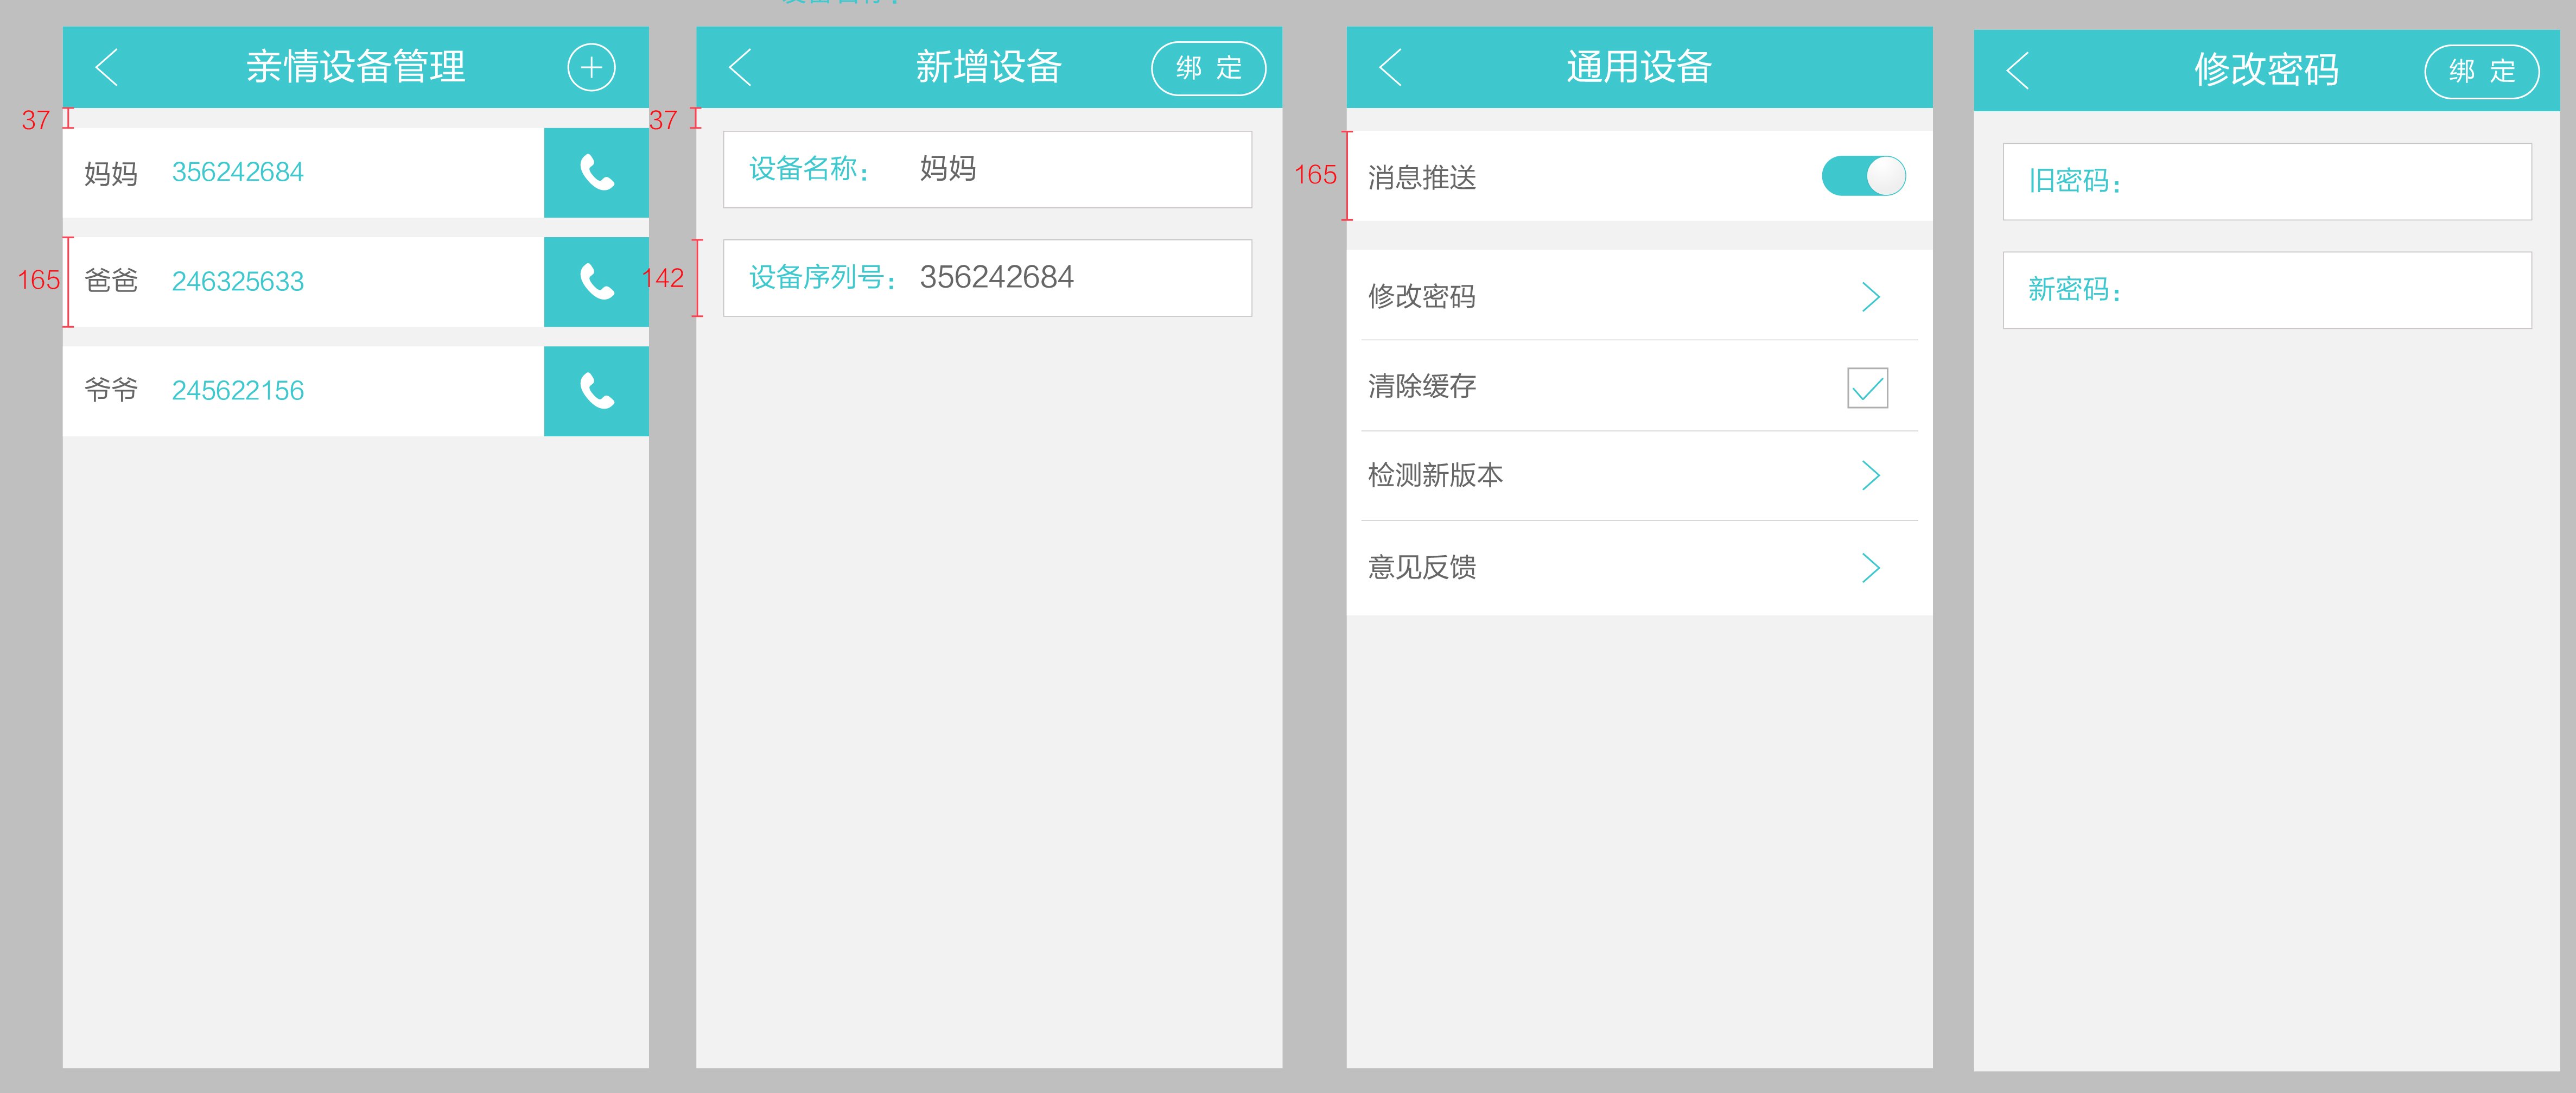 亲情设备管理
37
妈妈 356242684
165
爸爸 246325633
爷爷 245622156
新增设备 绑 定
37
设备名称： 妈妈
142
设备序列号： 356242684
通用设备
165
消息推送
修改密码
清除缓存
检测新版本
意见反馈
修改密码 绑 定
旧密码：
新密码：